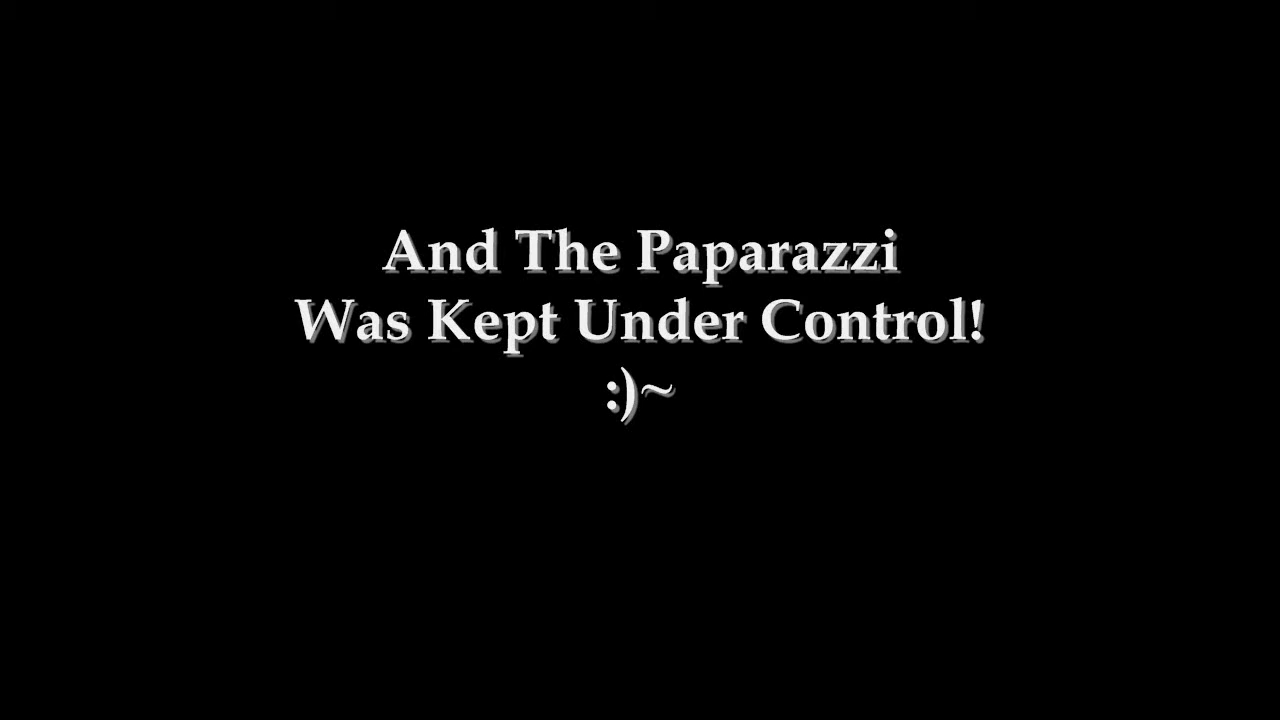 And The Paparazzi
Was Kept Under Control!
:)~